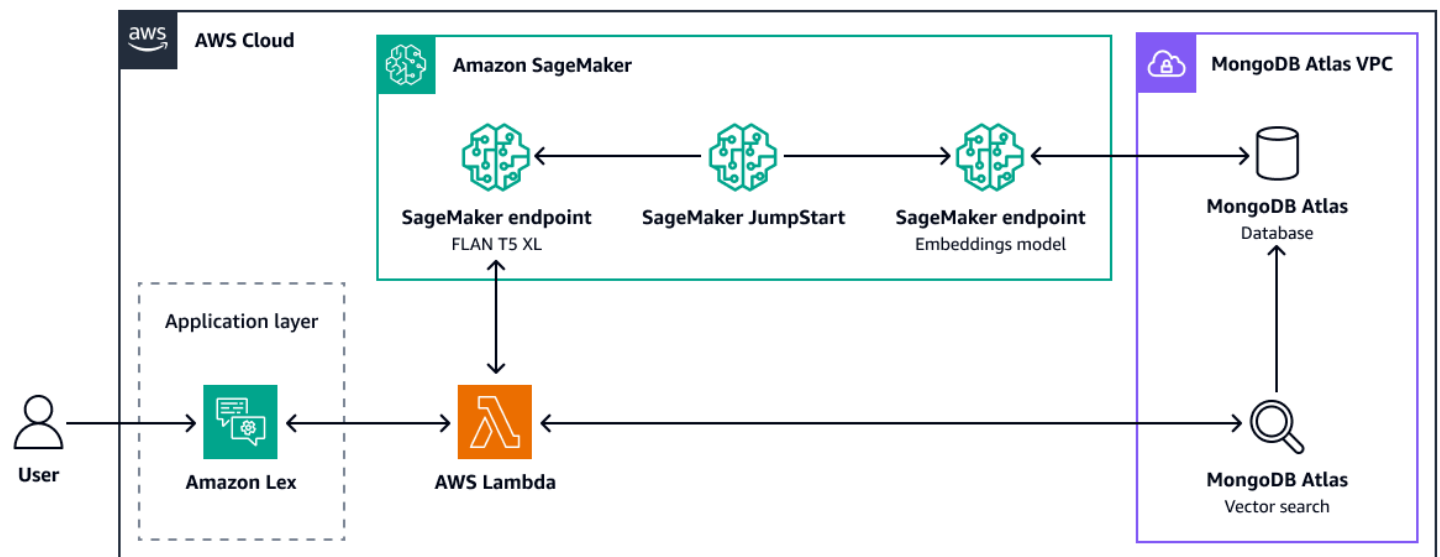 aws
AWS Cloud
Amazon SageMaker
MongoDB Atlas VPC
SageMaker endpoint
FLAN T5 XL
SageMaker JumpStart
SageMaker endpoint
Embeddings model
MongoDB Atlas
Database
Application layer
User
Amazon Lex
AWS Lambda
MongoDB Atlas
Vector search